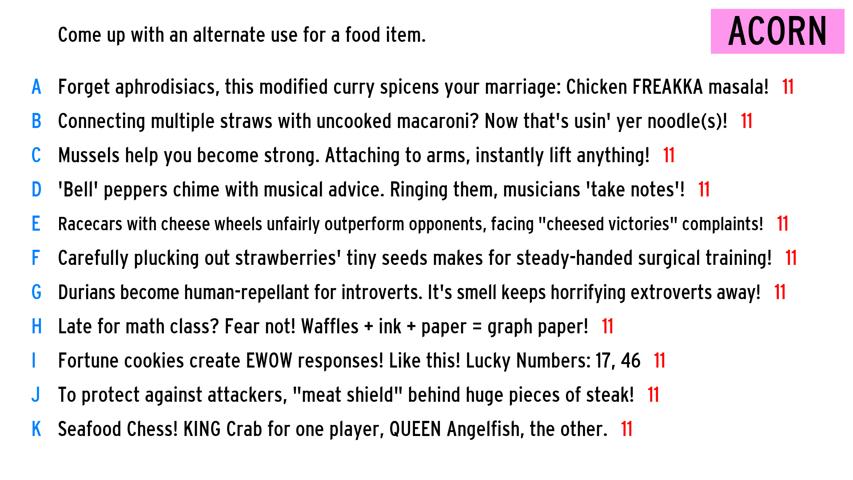 Come up with an alternate use for a food item.
ACORN
A Forget aphrodisiacs, this modified curry spicens your marriage: Chicken FREAKKA masala! 11
B Connecting multiple straws with uncooked macaroni? Now that's usin' yer noodle(s)! 11
C Mussels help you become strong. Attaching to arms, instantly lift anything! 11
D 'Bell' peppers chime with musical advice. Ringing them, musicians 'take notes'! 11
E Racecars with cheese wheels unfairly outperform opponents, facing "cheesed victories" complaints! 11
F Carefully plucking out strawberries' tiny seeds makes for steady-handed surgical training! 11
G Durians become human-repellant for introverts. It's smell keeps horrifying extroverts away! 11
H Late for math class? Fear not! Waffles + ink + paper = graph paper! 11
I Fortune cookies create EWOW responses! Like this! Lucky Numbers: 17, 46 11
J To protect against attackers, "meat shield" behind huge pieces of steak! 11
K Seafood Chess! KING Crab for one player, QUEEN Angelfish, the other. 11